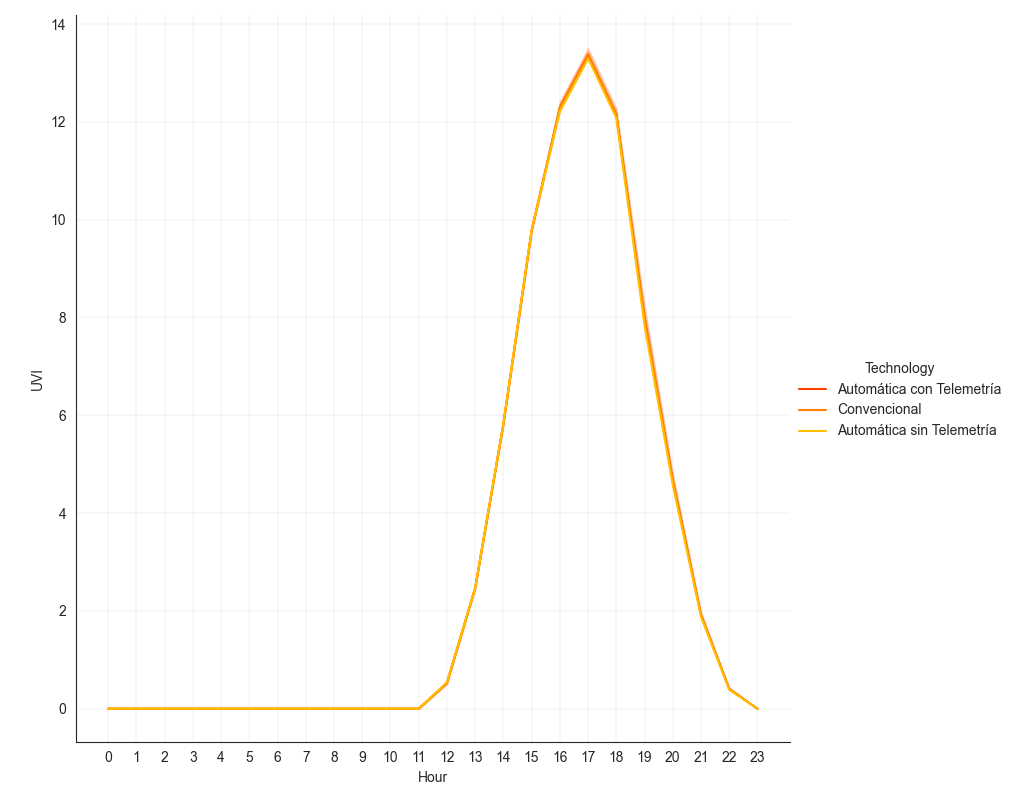 14
12
10
8
6
4
2
0
UVI
0 1 2 3 4 5 6 7 8 9 10 11 12 13 14 15 16 17 18 19 20 21 22 23
Hour
Technology
Automática con Telemetría
Convencional
Automática sin Telemetría